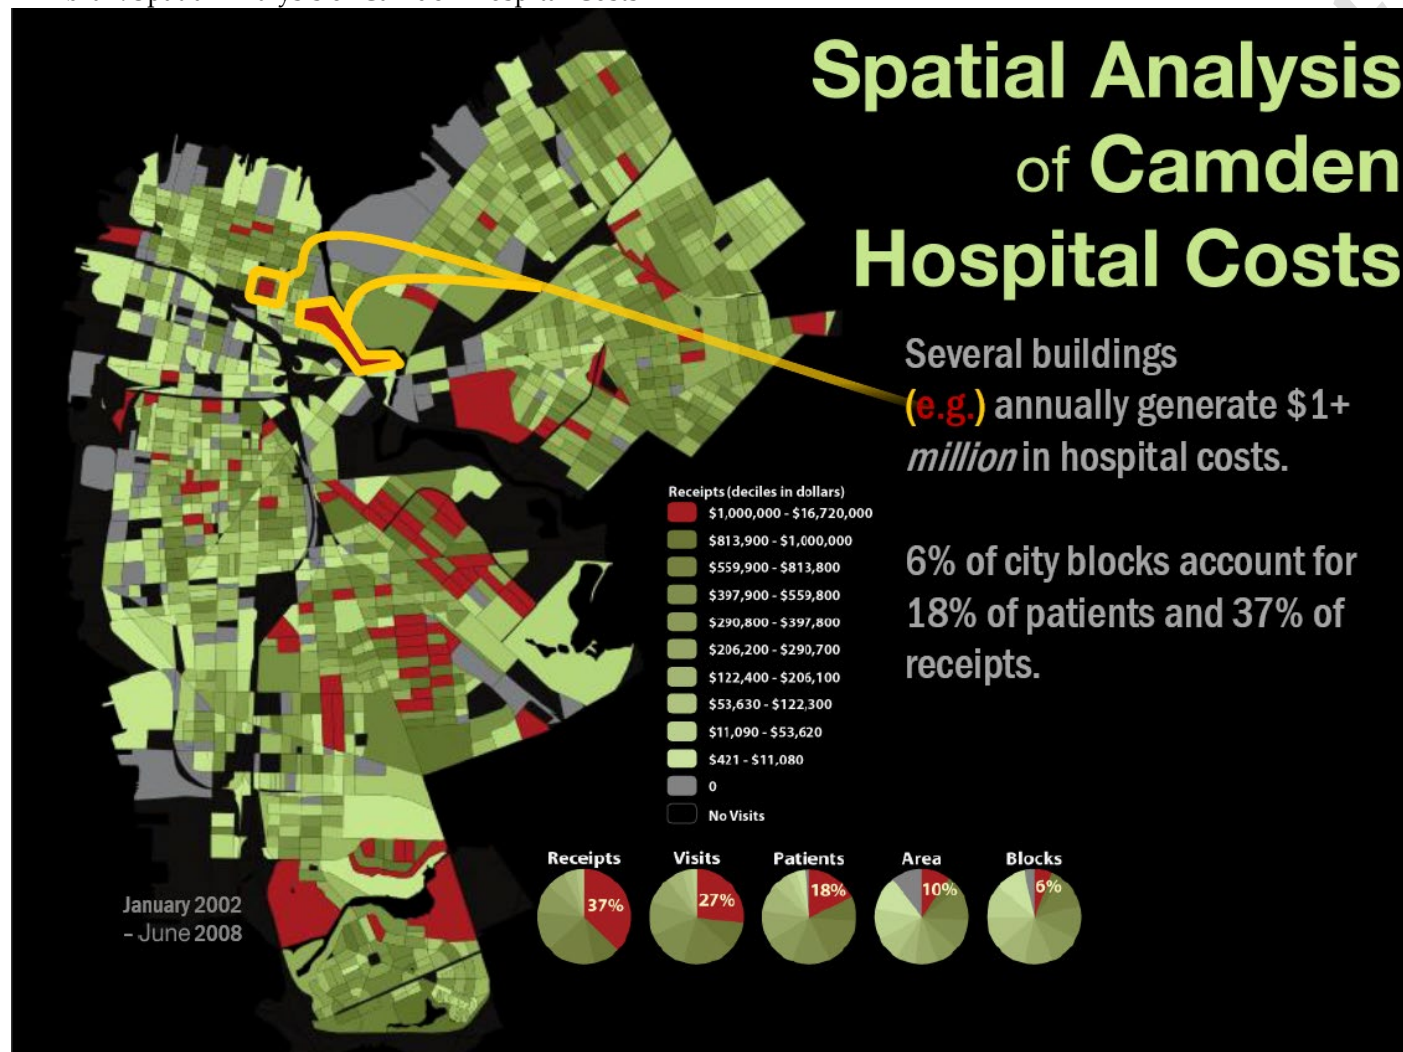 Spatial Analysis
of Camden
Hospital Costs
Several buildings
(e.g.) annually generate $1+
million in hospital costs.
6% of city blocks account for
18% of patients and 37% of
receipts.
Receipts (deciles in dollars)
$1,000,000 - $16,720,000
$813,900 - $1,000,000
$559,900 - $813,800
$397,900 - $559,800
$290,800 - $397,800
$206,200 - $290,700
$122,400 - $206,100
$53,630 - $122,300
$11,090 - $53,620
$421 - $11,080
0
No Visits
Receipts Visits Patients Area Blocks
37% 27% 18% 10% 6%
January 2002
– June 2008